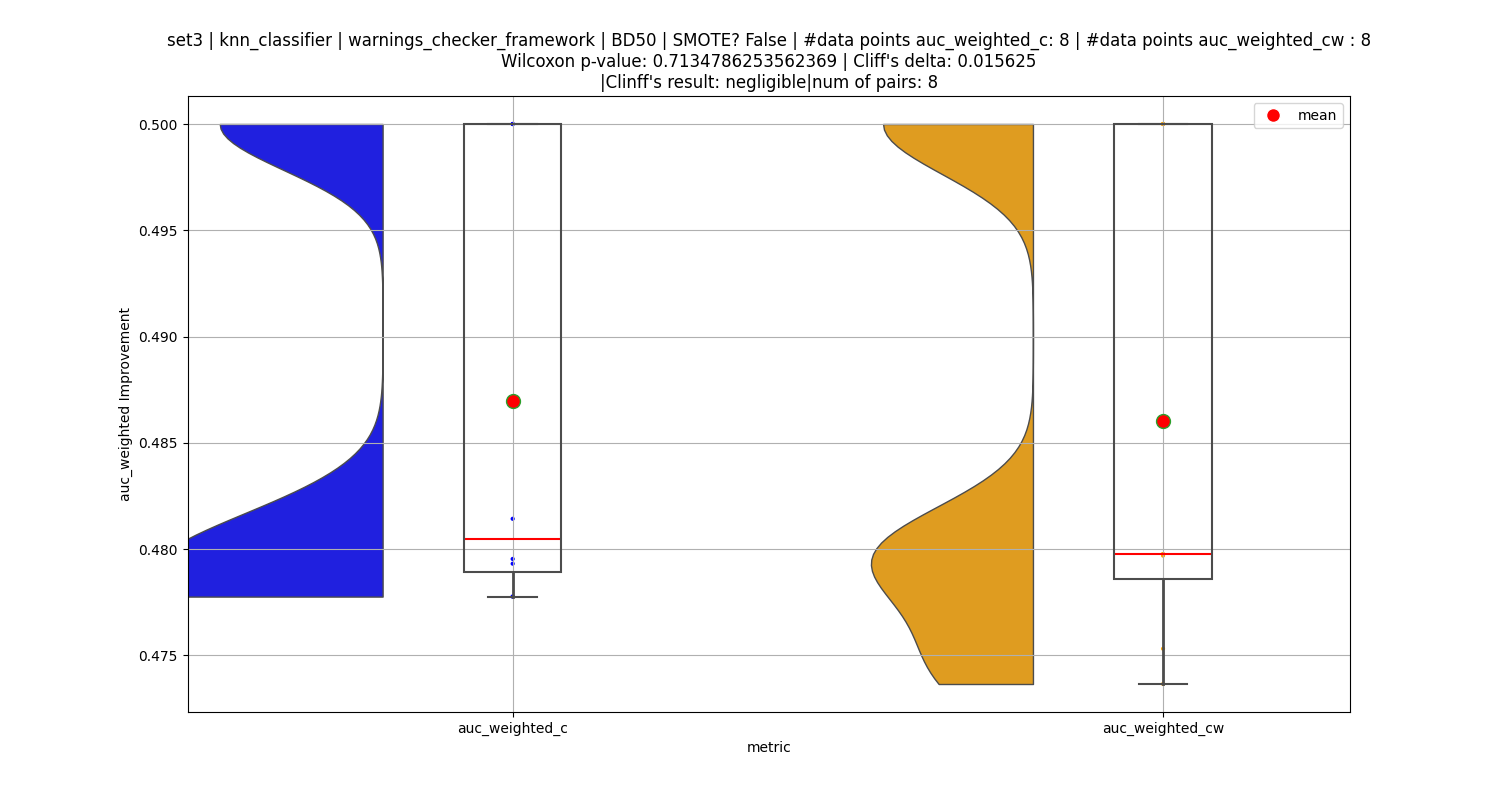 set3 | knn_classifier | warnings_checker_framework | BD50 | SMOTE? False | #data points auc_weighted_c: 8 | #data points auc_weighted_cw : 8
Wilcoxon p-value: 0.7134786253562369 | Cliff's delta: 0.015625
|Clinff's result: negligible|num of pairs: 8
mean
0.500
0.495
0.490
0.485
0.480
0.475
auc_weighted Improvement
auc_weighted_c
auc_weighted_cw
metric